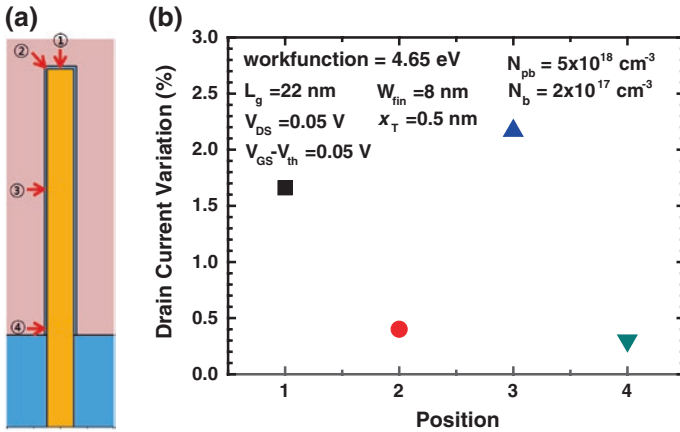 (a)
①
②
③
④
(b)
3.0
2.5
2.0
1.5
1.0
0.5
0.0
Drain Current Variation (%)
workfunction = 4.65 eV
L_g = 22 nm W_fin = 8 nm
V_DS = 0.05 V x_T = 0.5 nm
V_GS-V_th = 0.05 V
N_pb = 5x10^18 cm^-3
N_b = 2x10^17 cm^-3
1 2 3 4
Position